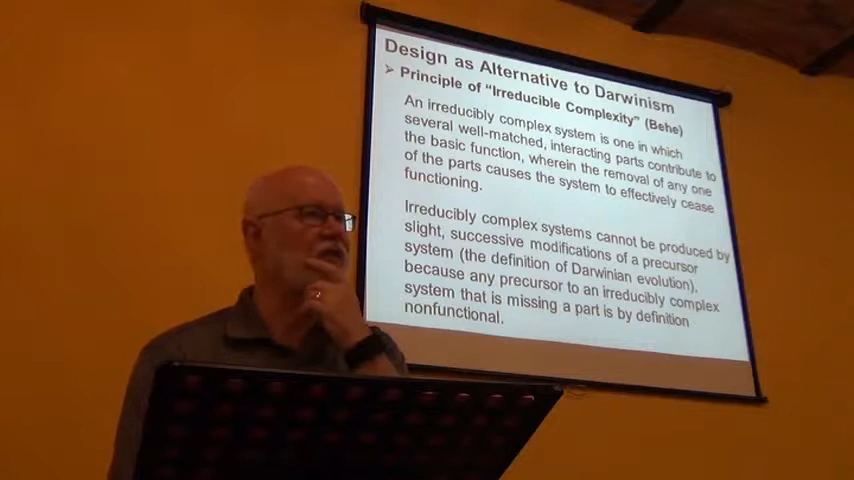 Design as Alternative to Darwinism
➢ Principle of "Irreducible Complexity" (Behe)
An irreducibly complex system is one in which
several well-matched, interacting parts contribute to
the basic function, wherein the removal of any one
of the parts causes the system to effectively cease
functioning.
Irreducibly complex systems cannot be produced by
slight, successive modifications of a precursor
system (the definition of Darwinian evolution).
because any precursor to an irreducibly complex
system that is missing a part is by definition
nonfunctional.